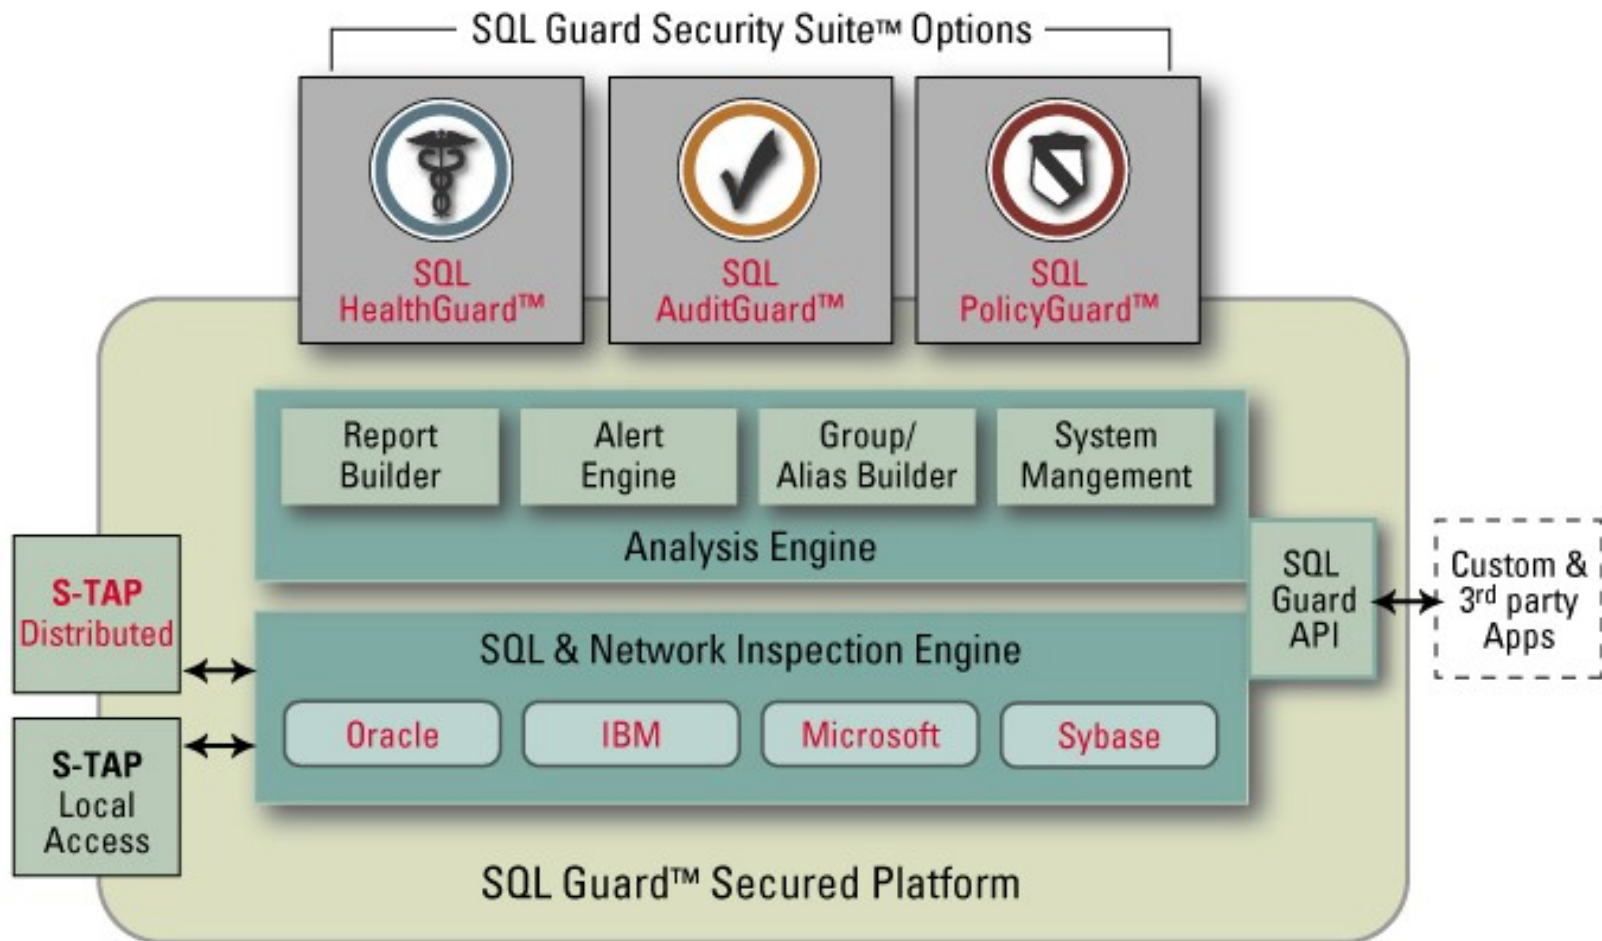 SQL Guard Security Suite™ Options
SQL
HealthGuard™
SQL
AuditGuard™
SQL
PolicyGuard™
Report
Builder
Alert
Engine
Group/
Alias Builder
System
Mangement
Analysis Engine
S-TAP
Distributed
SQL
Guard
API
Custom &
3rd party
Apps
SQL & Network Inspection Engine
Oracle
IBM
Microsoft
Sybase
S-TAP
Local
Access
SQL Guard™ Secured Platform